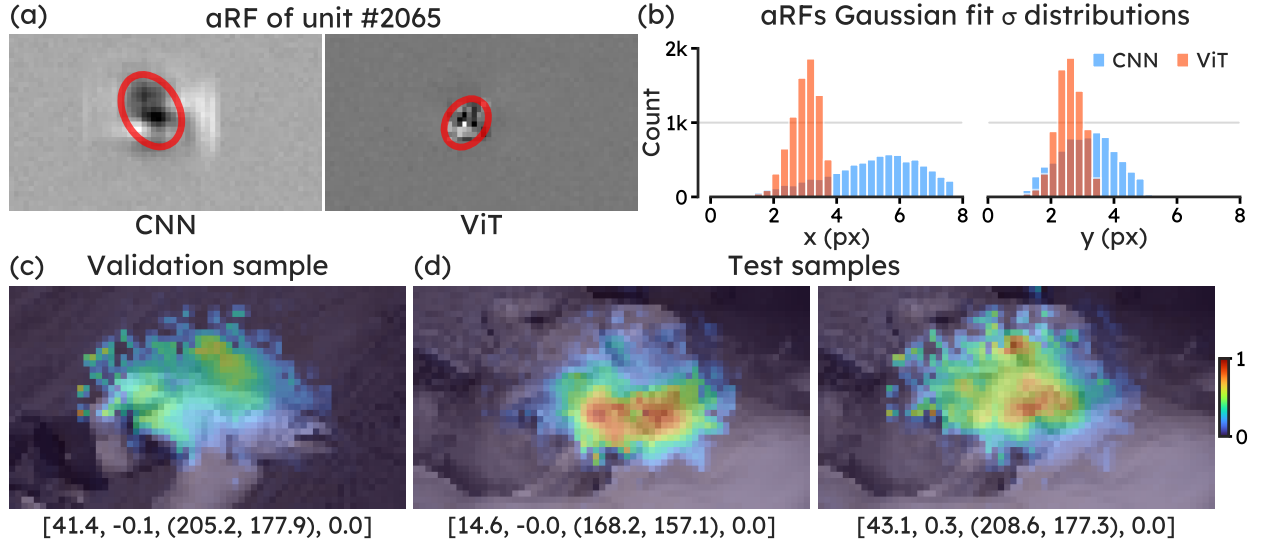 (a) aRF of unit #2065
CNN ViT
(b) aRFs Gaussian fit σ distributions
CNN ViT
Count
2k
1k
0
0 2 4 6 8
x (px)
0 2 4 6 8
y (px)
(c) Validation sample
(d) Test samples
1
0
[41.4, -0.1, (205.2, 177.9), 0.0]
[14.6, -0.0, (168.2, 157.1), 0.0]
[43.1, 0.3, (208.6, 177.3), 0.0]